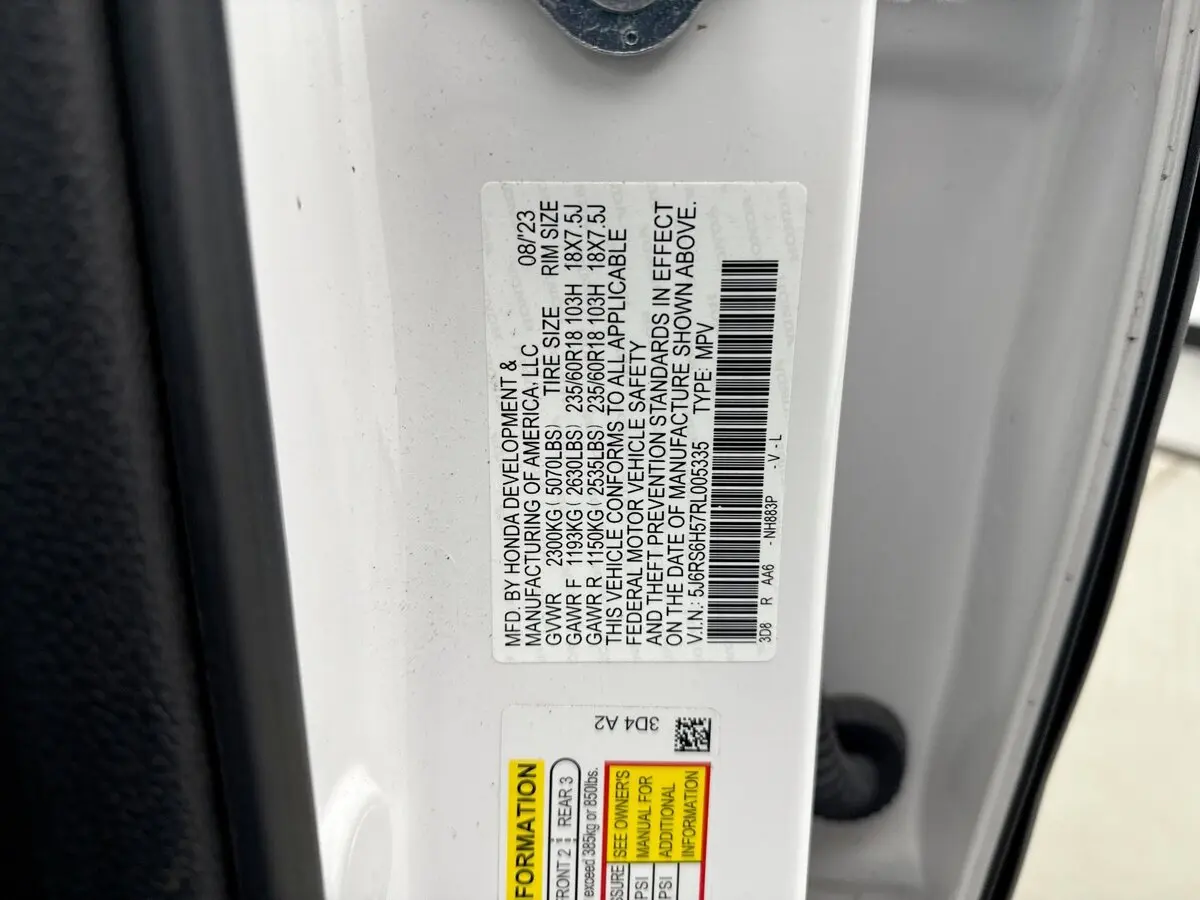 MFD. BY HONDA DEVELOPMENT &
MANUFACTURING OF AMERICA, LLC 08/'23
GVWR 2300KG ( 5070LBS) TIRE SIZE RIM SIZE
GAWR F 1193KG ( 2630LBS) 235/60R18 103H 18X7.5J
GAWR R 1150KG ( 2535LBS) 235/60R18 103H 18X7.5J
THIS VEHICLE CONFORMS TO ALL APPLICABLE
FEDERAL MOTOR VEHICLE SAFETY
AND THEFT PREVENTION STANDARDS IN EFFECT
ON THE DATE OF MANUFACTURE SHOWN ABOVE.
V.I.N.: 5J6RS6H57RL005335 TYPE: MPV
3D8 R AA6 -NH883P -V-L
3D4 A2
FORMATION
FRONT 2 REAR 3
exceed 385kg or 850lbs.
SSURE SEE OWNER'S
PSI MANUAL FOR
PSI ADDITIONAL
INFORMATION